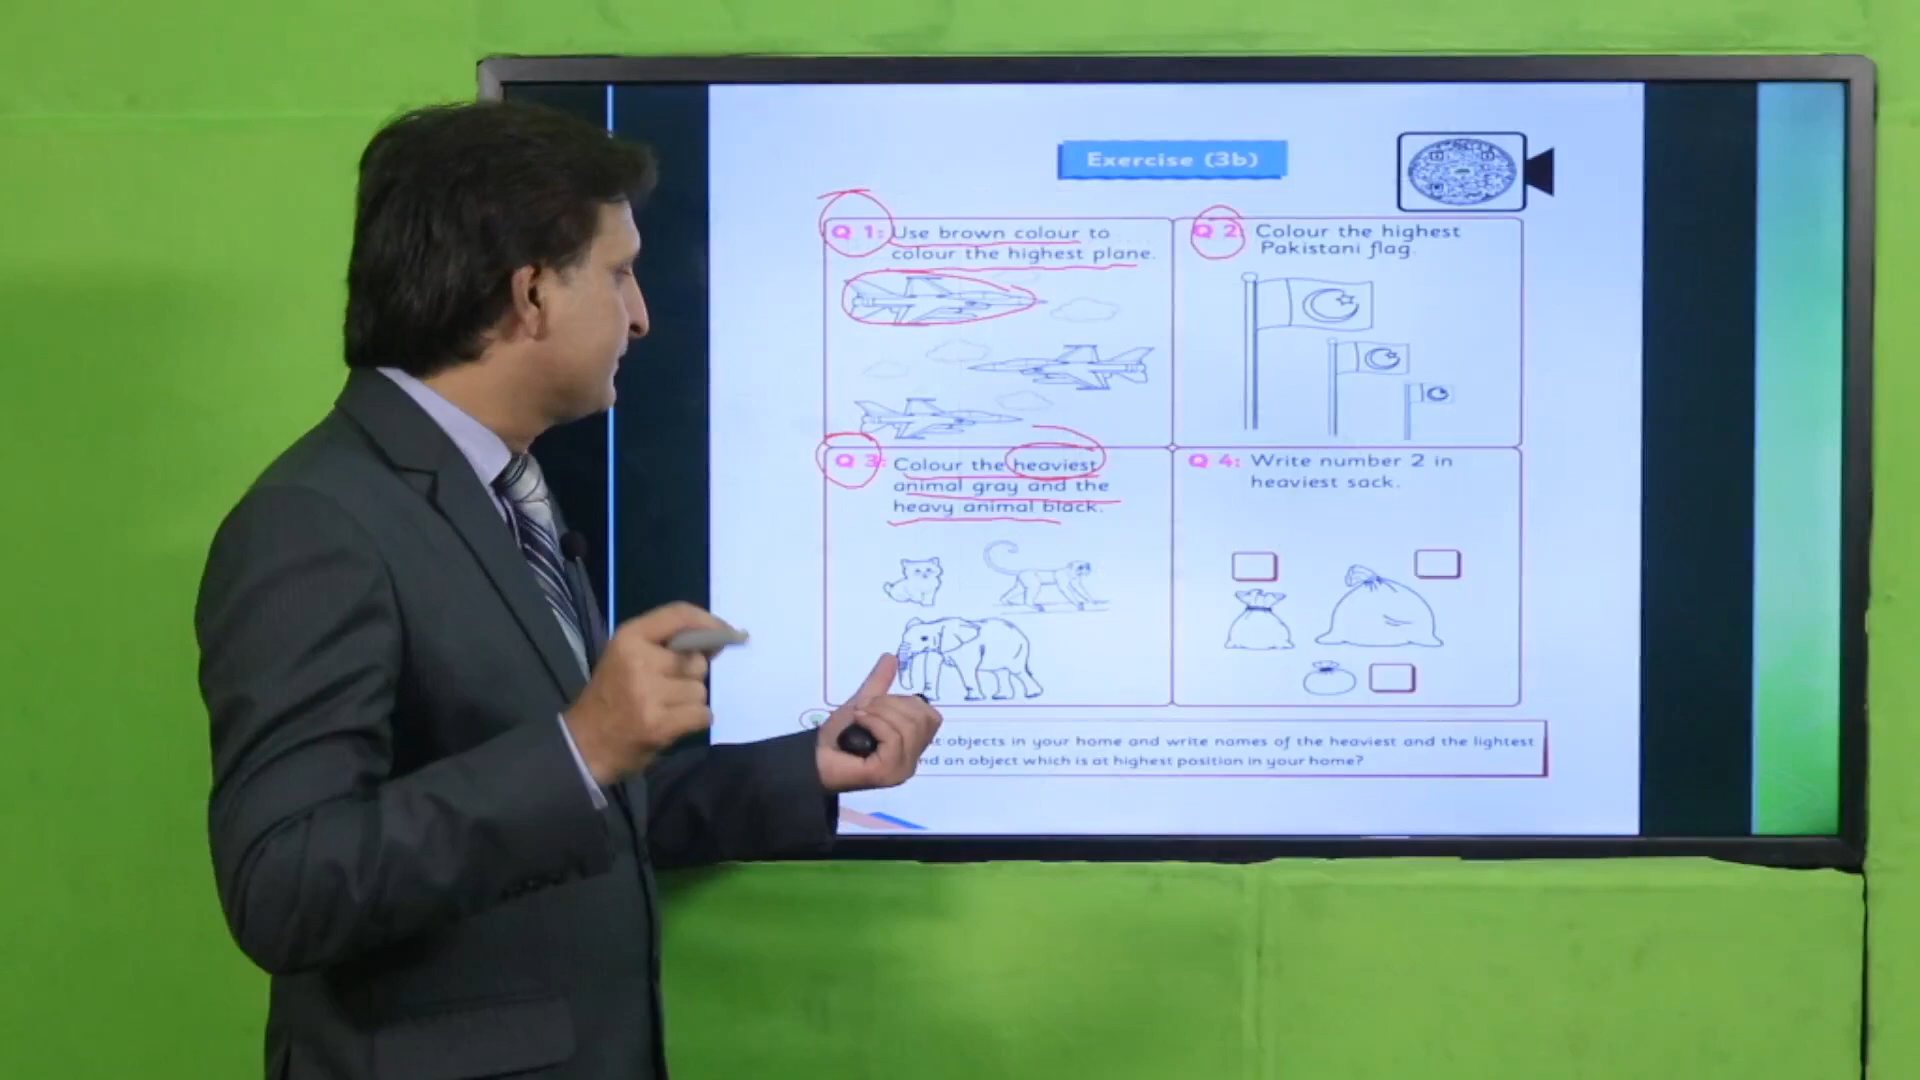 Exercise (3b)
Q 1: Use brown colour to
colour the highest plane.
Q 2: Colour the highest
Pakistani flag.
Q 3: Colour the heaviest
animal gray and the
heavy animal black.
Q 4: Write number 2 in
heaviest sack.
objects in your home and write names of the heaviest and the lightest
an object which is at highest position in your home?